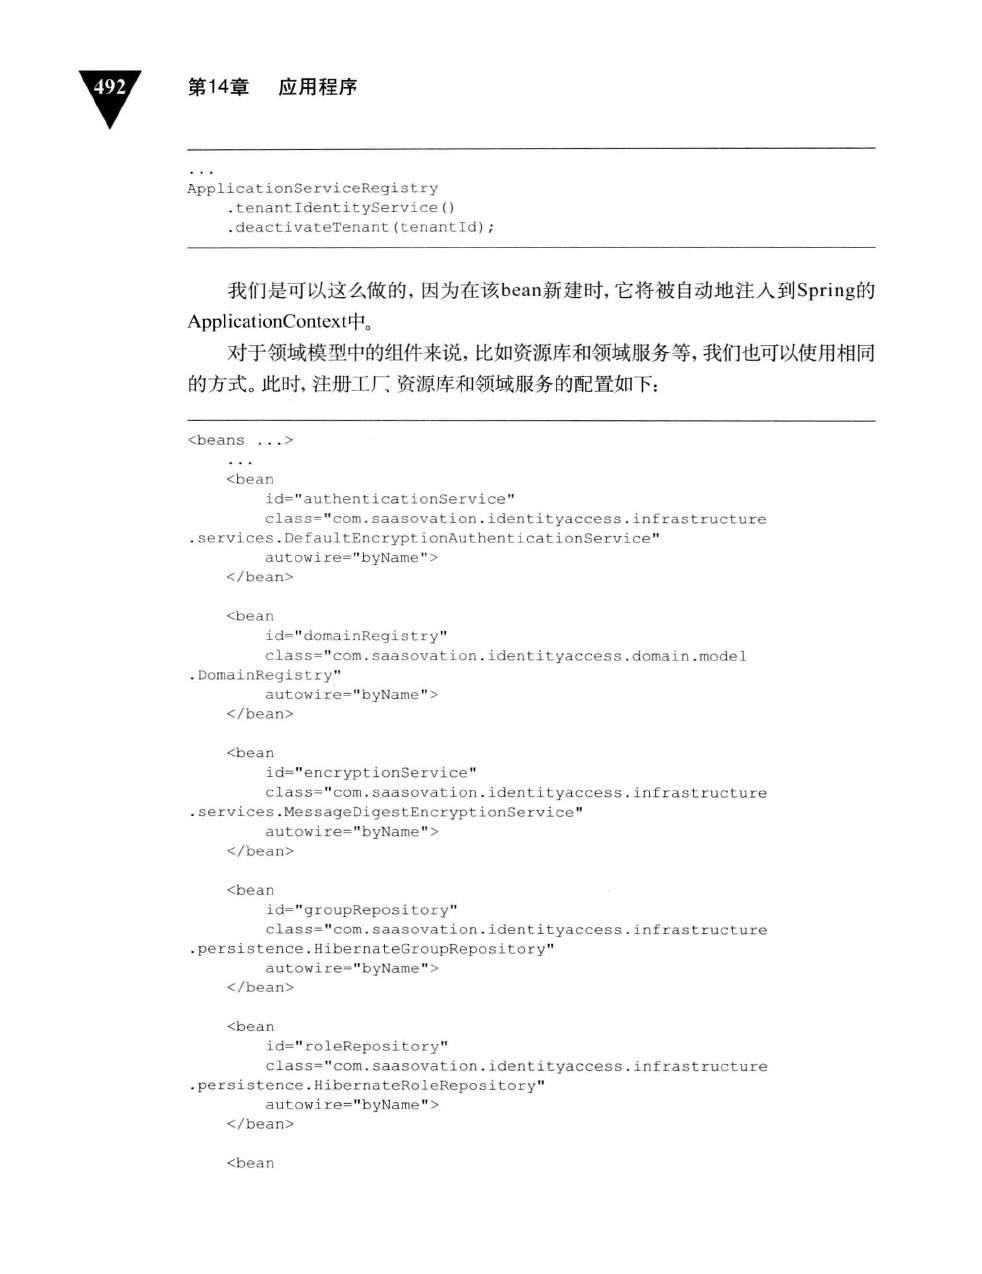 492
第14章 应用程序
...
ApplicationServiceRegistry
.tenantIdentityService()
.deactivateTenant(tenantId);
我们是可以这么做的, 因为在该bean新建时, 它将被自动地注入到Spring的
ApplicationContext中。
对于领域模型中的组件来说, 比如资源库和领域服务等, 我们也可以使用相同
的方式。此时, 注册工厂、资源库和领域服务的配置如下:
<beans ...>
...
<bean
id="authenticationService"
class="com.saasovation.identityaccess.infrastructure
.services.DefaultEncryptionAuthenticationService"
autowire="byName">
</bean>
<bean
id="domainRegistry"
class="com.saasovation.identityaccess.domain.model
.DomainRegistry"
autowire="byName">
</bean>
<bean
id="encryptionService"
class="com.saasovation.identityaccess.infrastructure
.services.MessageDigestEncryptionService"
autowire="byName">
</bean>
<bean
id="groupRepository"
class="com.saasovation.identityaccess.infrastructure
.persistence.HibernateGroupRepository"
autowire="byName">
</bean>
<bean
id="roleRepository"
class="com.saasovation.identityaccess.infrastructure
.persistence.HibernateRoleRepository"
autowire="byName">
</bean>
<bean